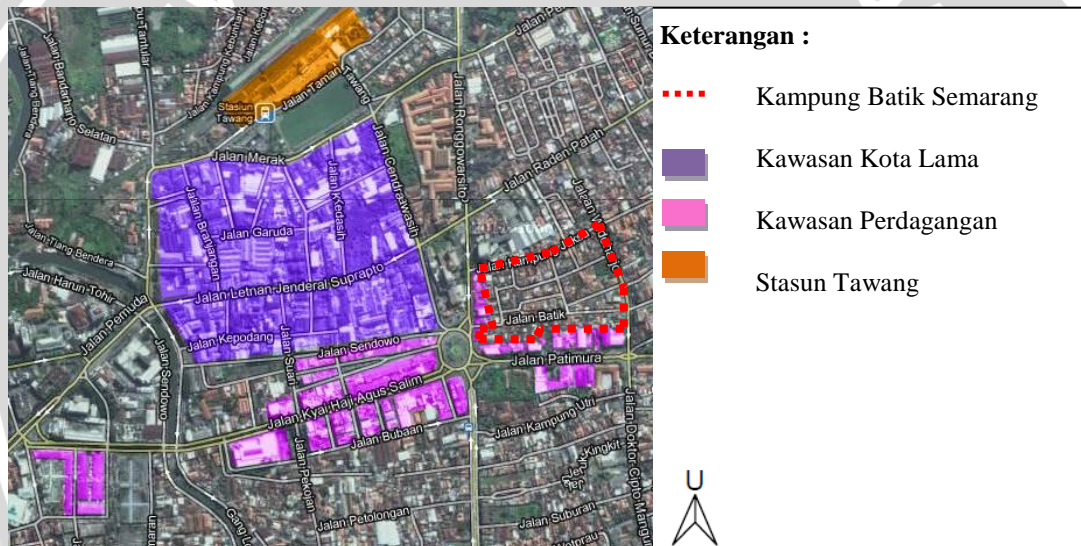 Keterangan :
Kampung Batik Semarang
Kawasan Kota Lama
Kawasan Perdagangan
Stasun Tawang
U
Jalan Bandarharjo Selatan
Jalan Taman Tawang
Stasiun
Tawang
Jalan Merak
Jalan Ronggowarsito
Jalan Raden Patah
Jalan Cendrawasih
Jalan Kedasih
Jalan Branjangan
Jalan Garuda
Jalan Tiang Bendera
Jalan Harun Tohir
Jalan Letnan Jenderal Suprapto
Jalan Pemuda
Jalan Batik
Jalan Kepodang
Jalan Sendowo
Jalan Suari
Jalan Sendowo
Jalan Patimura
Jalan Kyai Haji Agus Salim
Jalan Bubaan
Jalan Kampung Utri
Jalan Pekojan
Jalan Petolongan
Jalan Suburan
Kingkit